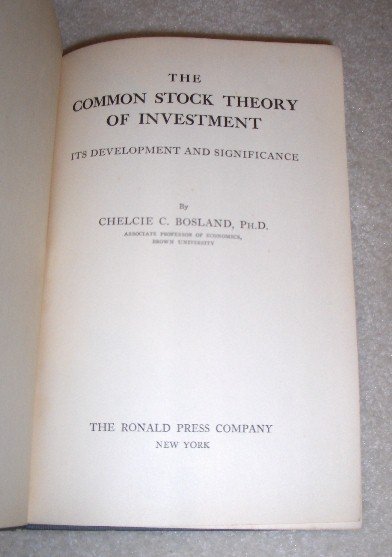 THE
COMMON STOCK THEORY
OF INVESTMENT
ITS DEVELOPMENT AND SIGNIFICANCE
By
CHELCIE C. BOSLAND, PH.D.
ASSOCIATE PROFESSOR OF ECONOMICS,
BROWN UNIVERSITY
THE RONALD PRESS COMPANY
NEW YORK